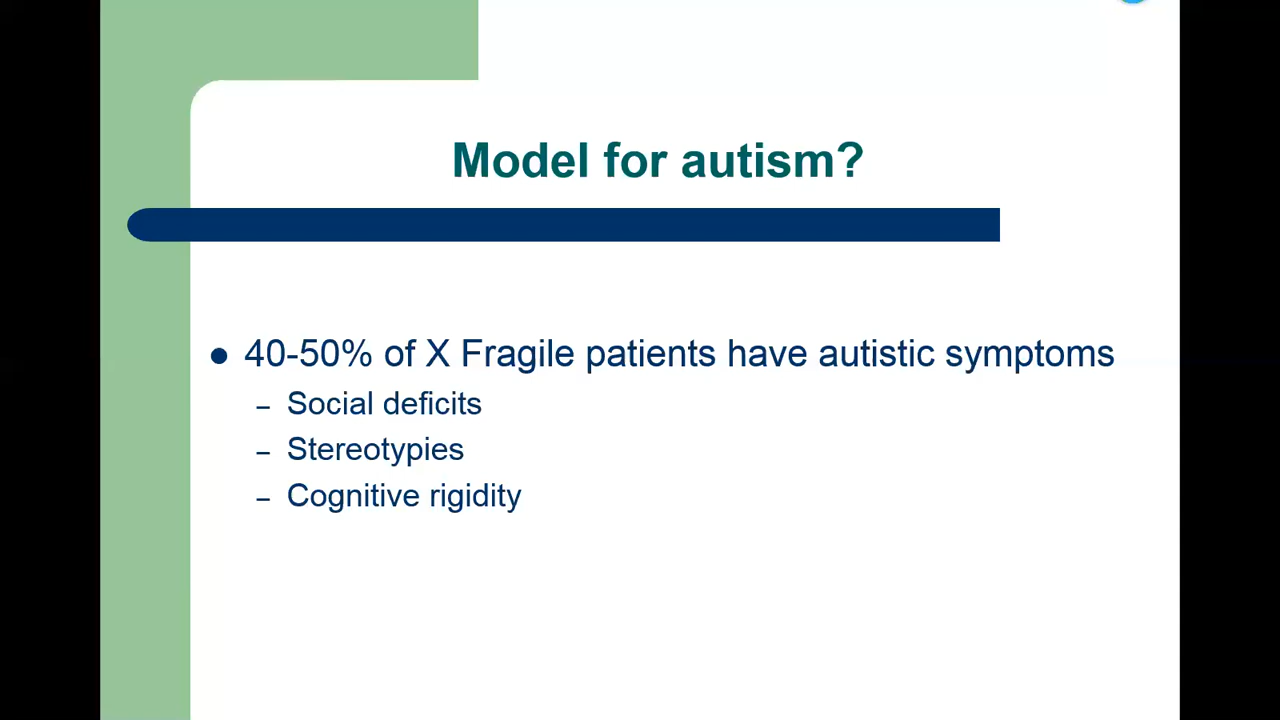 Model for autism?
● 40-50% of X Fragile patients have autistic symptoms
– Social deficits
– Stereotypies
– Cognitive rigidity